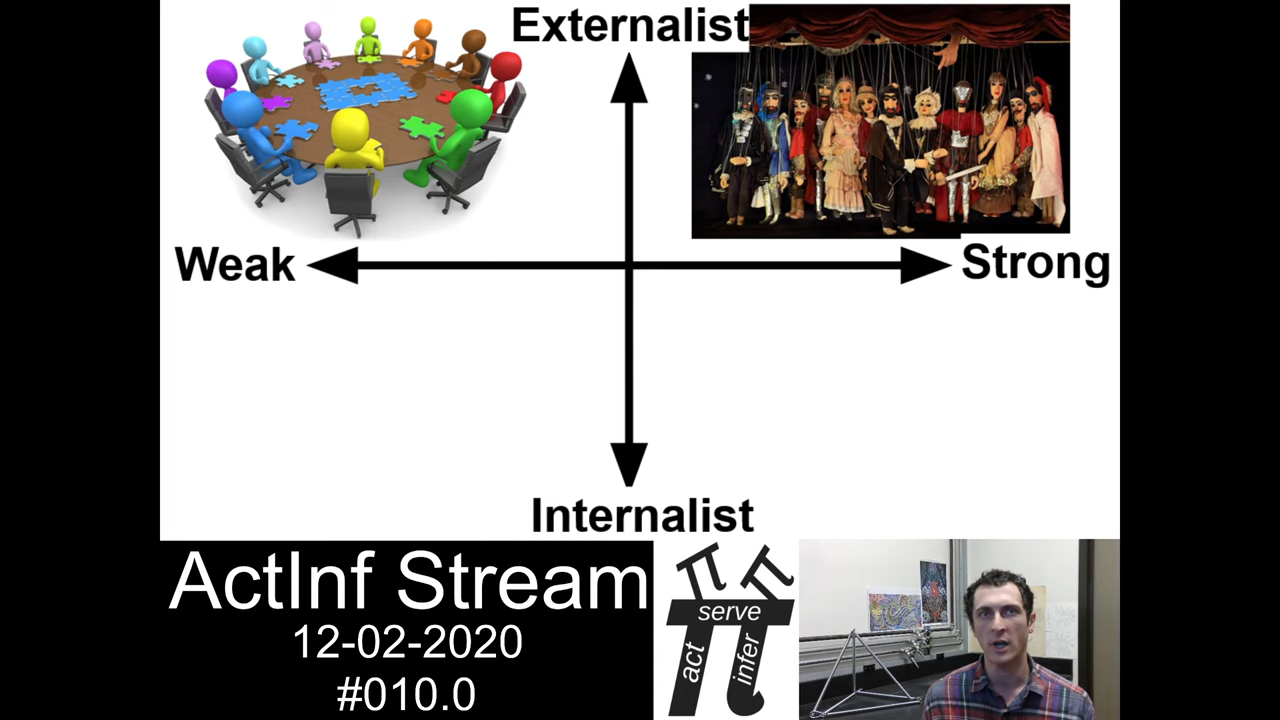 Externalist
Weak
Strong
Internalist
ActInf Stream
12-02-2020
#010.0
serve
act
infer